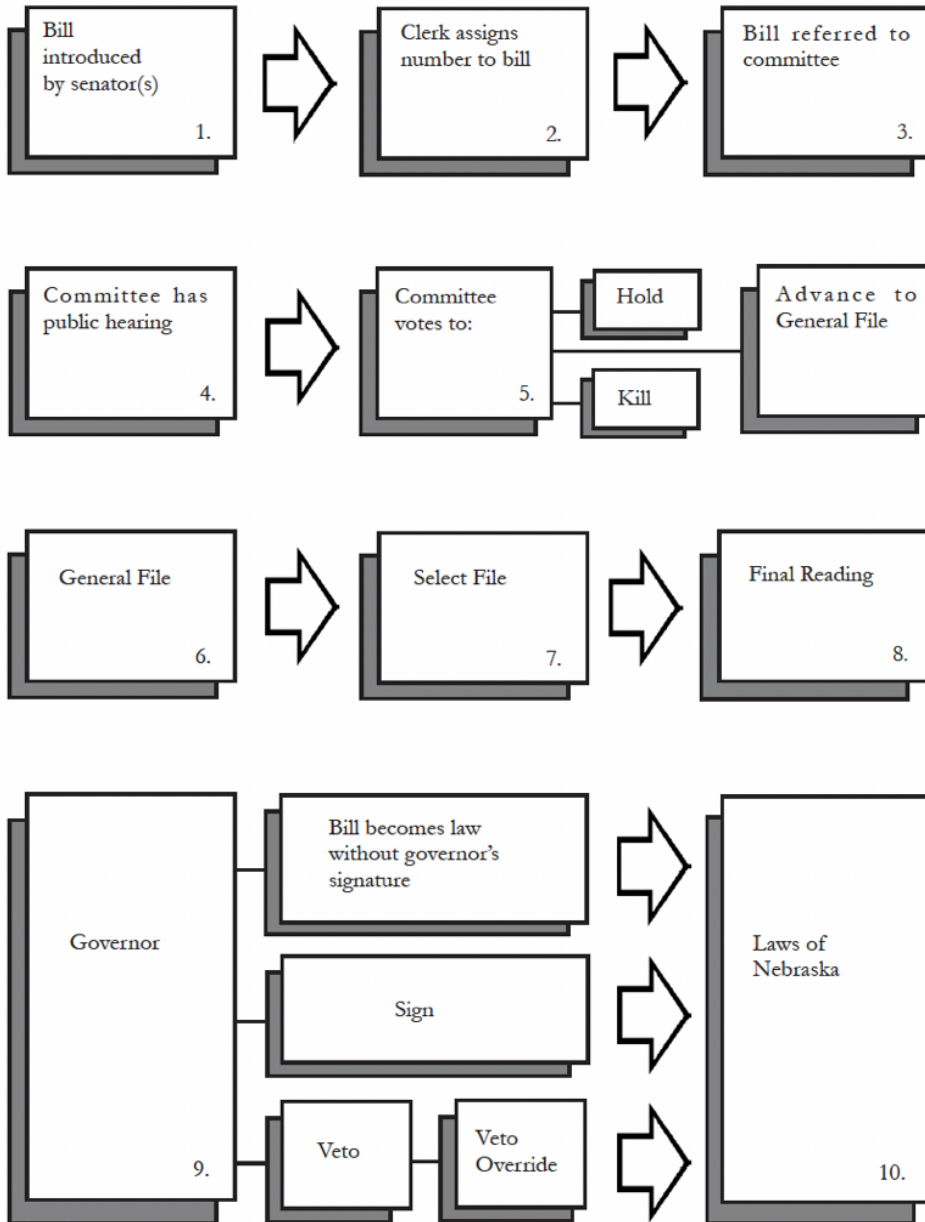 Bill
introduced
by senator(s)
1.
Clerk assigns
number to bill
2.
Bill referred to
committee
3.
Committee has
public hearing
4.
Committee
votes to:
5.
Hold
Kill
Advance to
General File
General File
6.
Select File
7.
Final Reading
8.
Governor
9.
Bill becomes law
without governor's
signature
Sign
Veto
Veto
Override
Laws of
Nebraska
10.